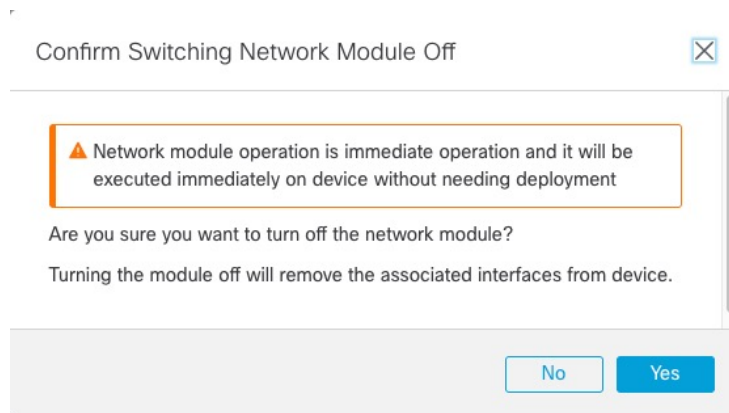 Confirm Switching Network Module Off
Network module operation is immediate operation and it will be
executed immediately on device without needing deployment
Are you sure you want to turn off the network module?
Turning the module off will remove the associated interfaces from device.
No
Yes